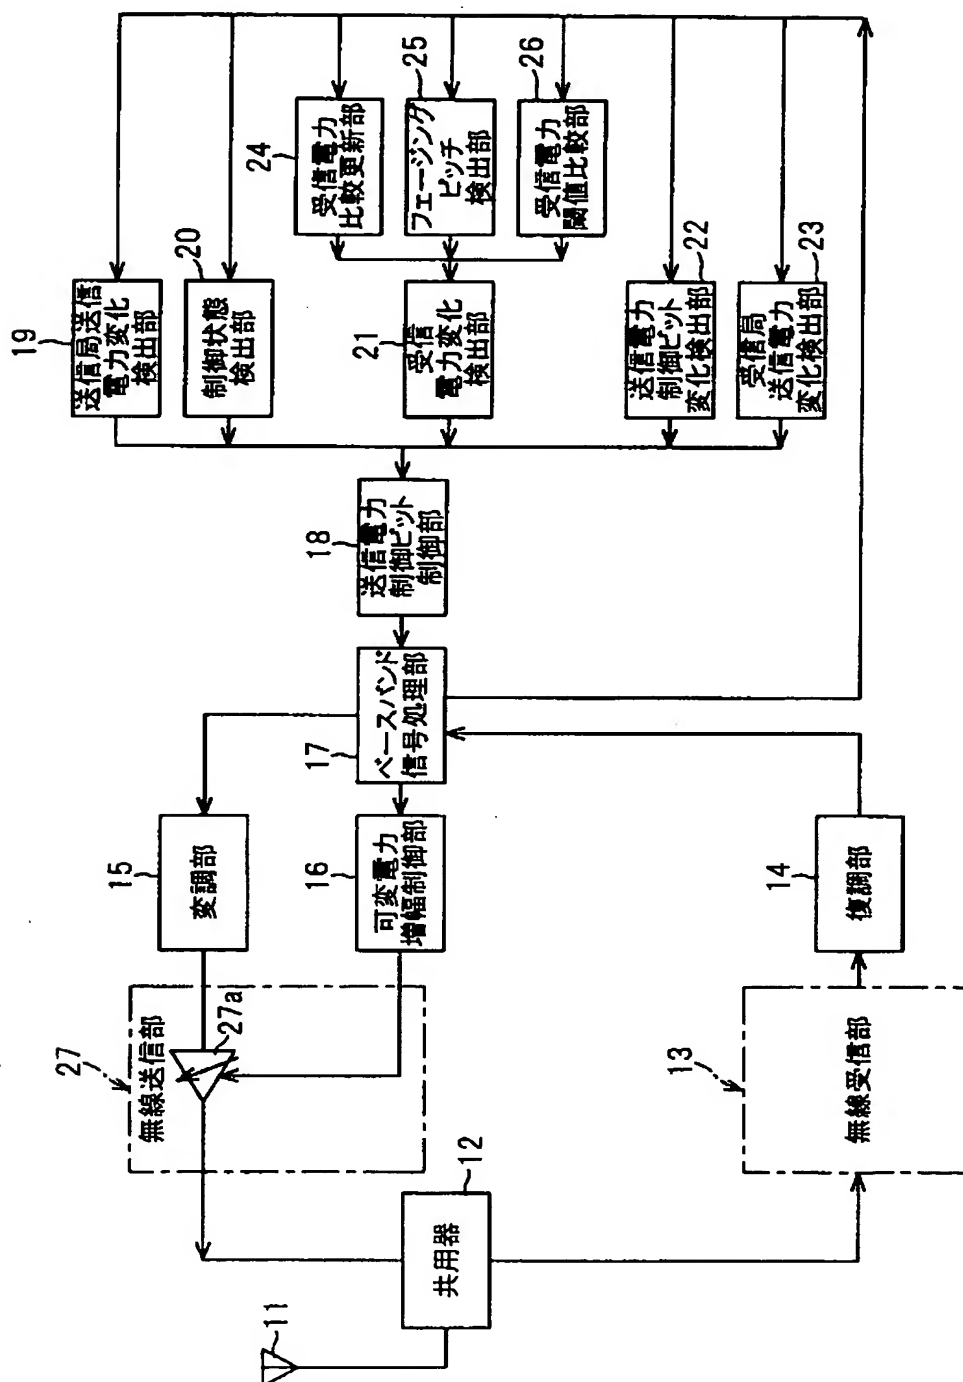 11
12
共用器
27
無線送信部
27a
13
無線受信部
15
変調部
16
可変電力
増幅制御部
14
復調部
17
ベースバンド
信号処理部
18
送信電力
制御ビット
制御部
19
送信局送信
電力変化
検出部
20
制御状態
検出部
21
受信
電力変化
検出部
22
送信電力
制御ビット
変化検出部
23
受信局
送信電力
変化検出部
24
受信電力
比較更新部
25
フェージング
ピッチ
検出部
26
受信電力
閾値比較部